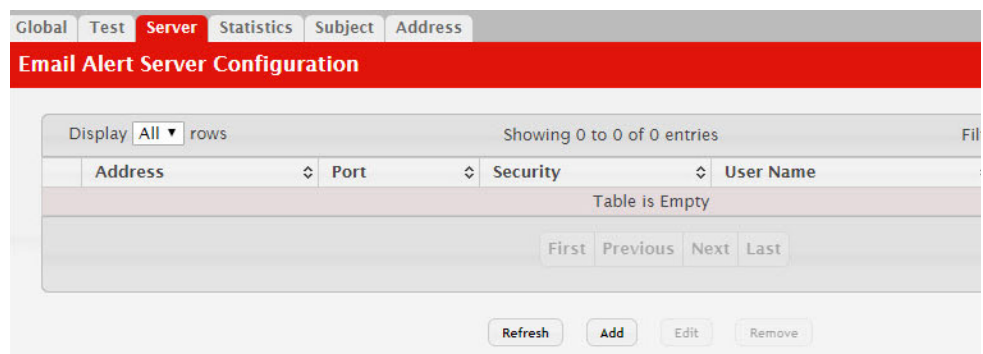 Global Test Server Statistics Subject Address
Email Alert Server Configuration
Display All rows Showing 0 to 0 of 0 entries Fil
Address Port Security User Name
Table is Empty
First Previous Next Last
Refresh Add Edit Remove